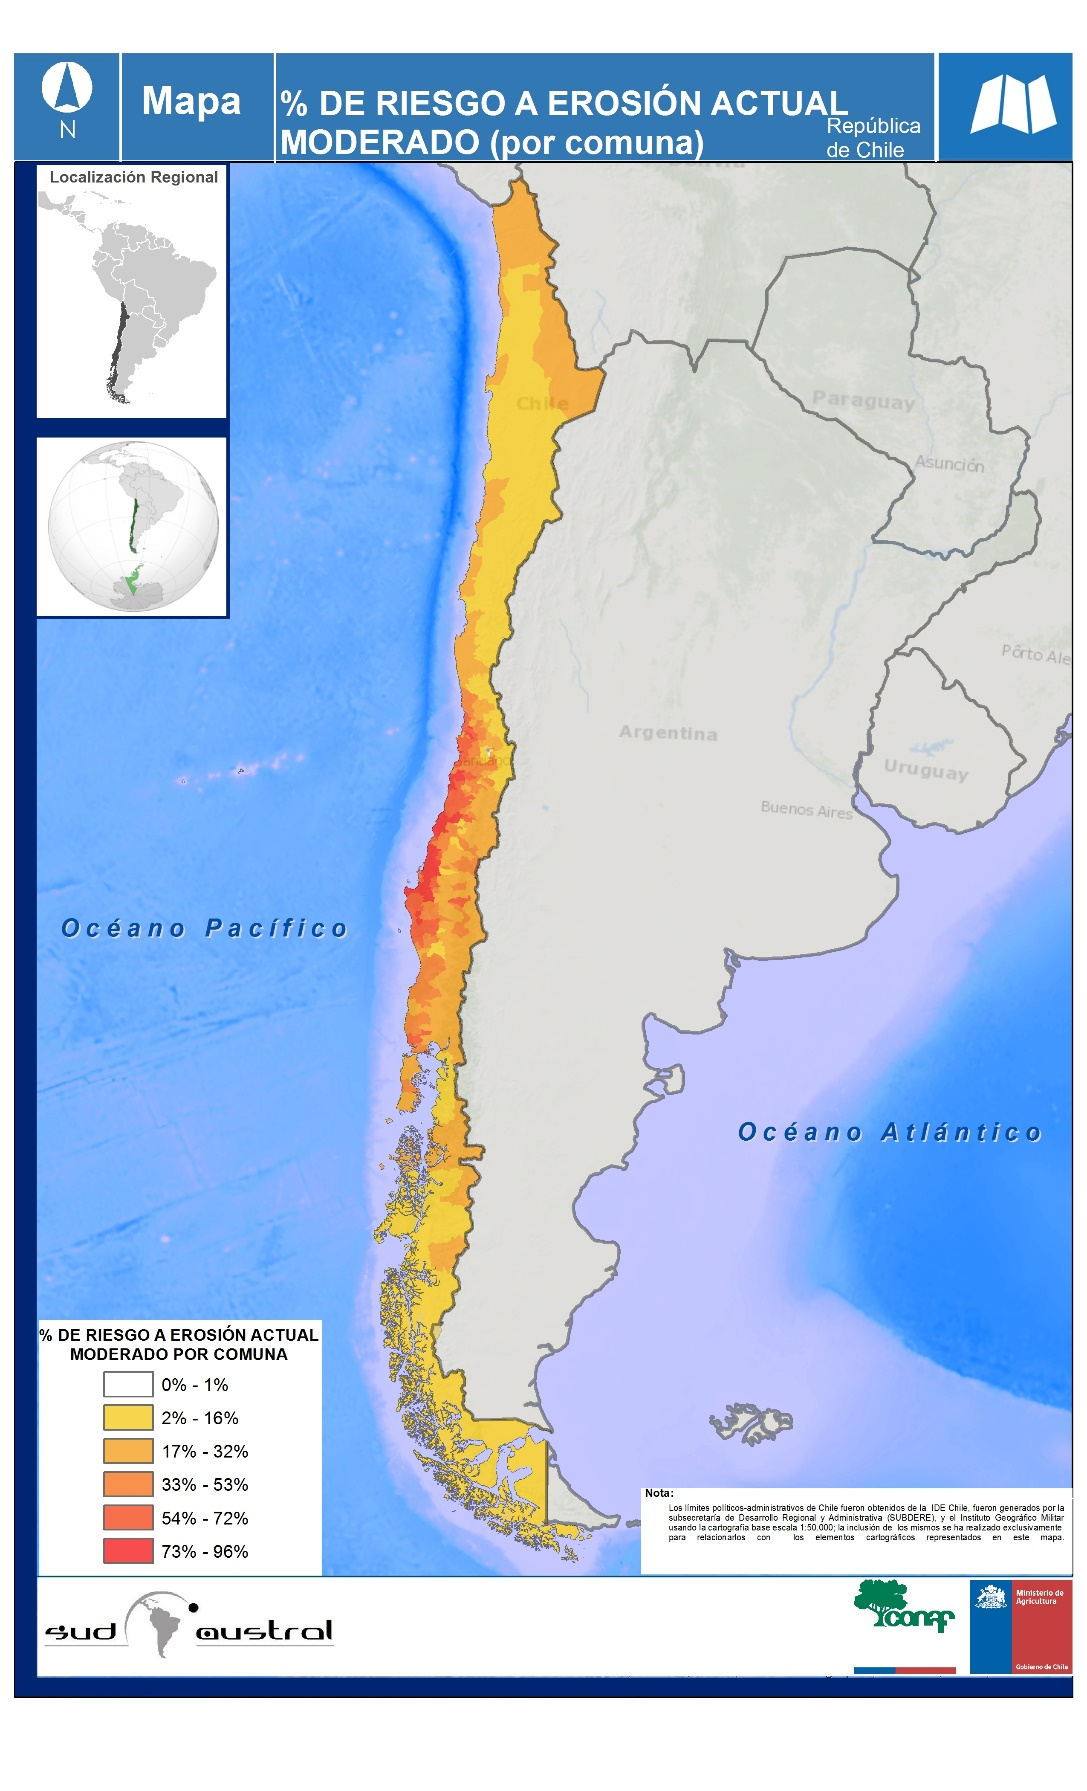 N
Mapa
% DE RIESGO A EROSIÓN ACTUAL
MODERADO (por comuna)
República
de Chile
Localización Regional
Chile
Paraguay
Asunción
Pôrto Ale
Argentina
Uruguay
Buenos Aires
Océano Pacífico
Océano Atlántico
% DE RIESGO A EROSIÓN ACTUAL
MODERADO POR COMUNA
0% - 1%
2% - 16%
17% - 32%
33% - 53%
54% - 72%
73% - 96%
Nota:
Los límites políticos-administrativos de Chile fueron obtenidos de la IDE Chile, fueron generados por la
subsecretaría de Desarrollo Regional y Administrativa (SUBDERE), y el Instituto Geográfico Militar
usando la cartografía base escala 1:50.000; la inclusión de los mismos se ha realizado exclusivamente
para relacionarlos con los elementos cartográficos representados en este mapa.
sud austral
conaf
Ministerio de
Agricultura
Gobierno de Chile